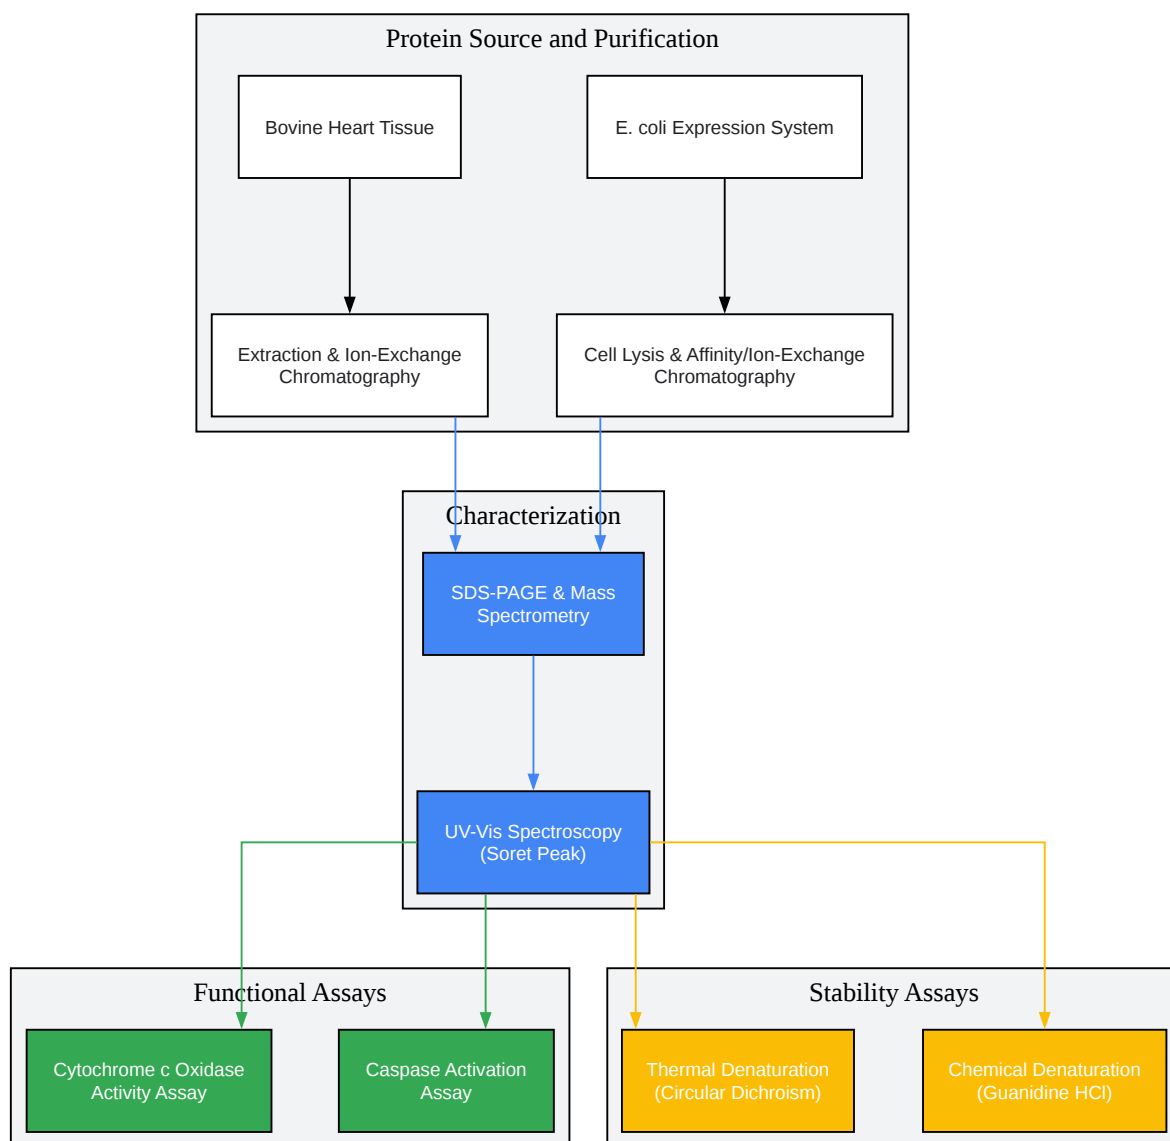 Protein Source and Purification
Bovine Heart Tissue
E. coli Expression System
Extraction & Ion-Exchange
Chromatography
Cell Lysis & Affinity/Ion-Exchange
Chromatography
Characterization
SDS-PAGE & Mass
Spectrometry
UV-Vis Spectroscopy
(Soret Peak)
Functional Assays
Cytochrome c Oxidase
Activity Assay
Caspase Activation
Assay
Stability Assays
Thermal Denaturation
(Circular Dichroism)
Chemical Denaturation
(Guanidine HCl)